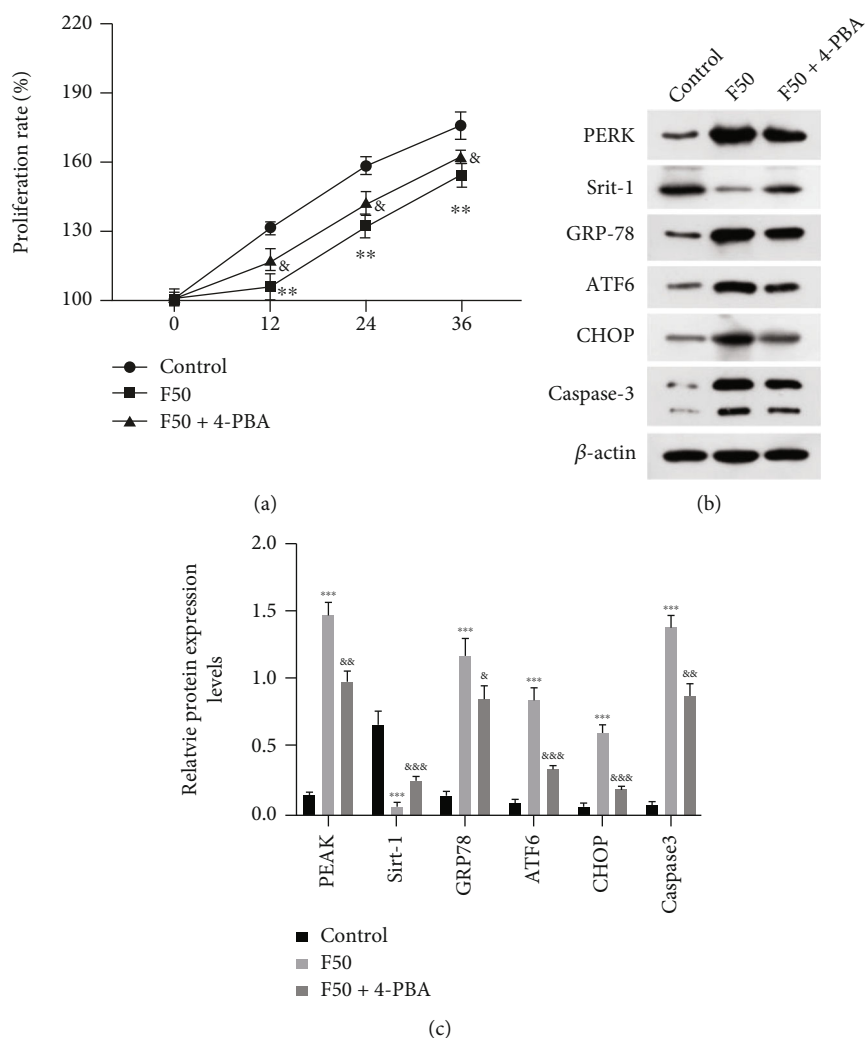 220
190
160
130
100
Proliferation rate (%)
&
&
&
**
**
**
0 12 24 36
Control
F50
F50 + 4-PBA
(a)
Control F50 F50 + 4-PBA
PERK
Srit-1
GRP-78
ATF6
CHOP
Caspase-3
β-actin
(b)
2.0
1.5
1.0
0.5
0.0
Relatvie protein expression
levels
*** && *** &&& *** & *** &&& *** &&& *** &&
PEAK Sirt-1 GRP78 ATF6 CHOP Caspase3
Control
F50
F50 + 4-PBA
(c)